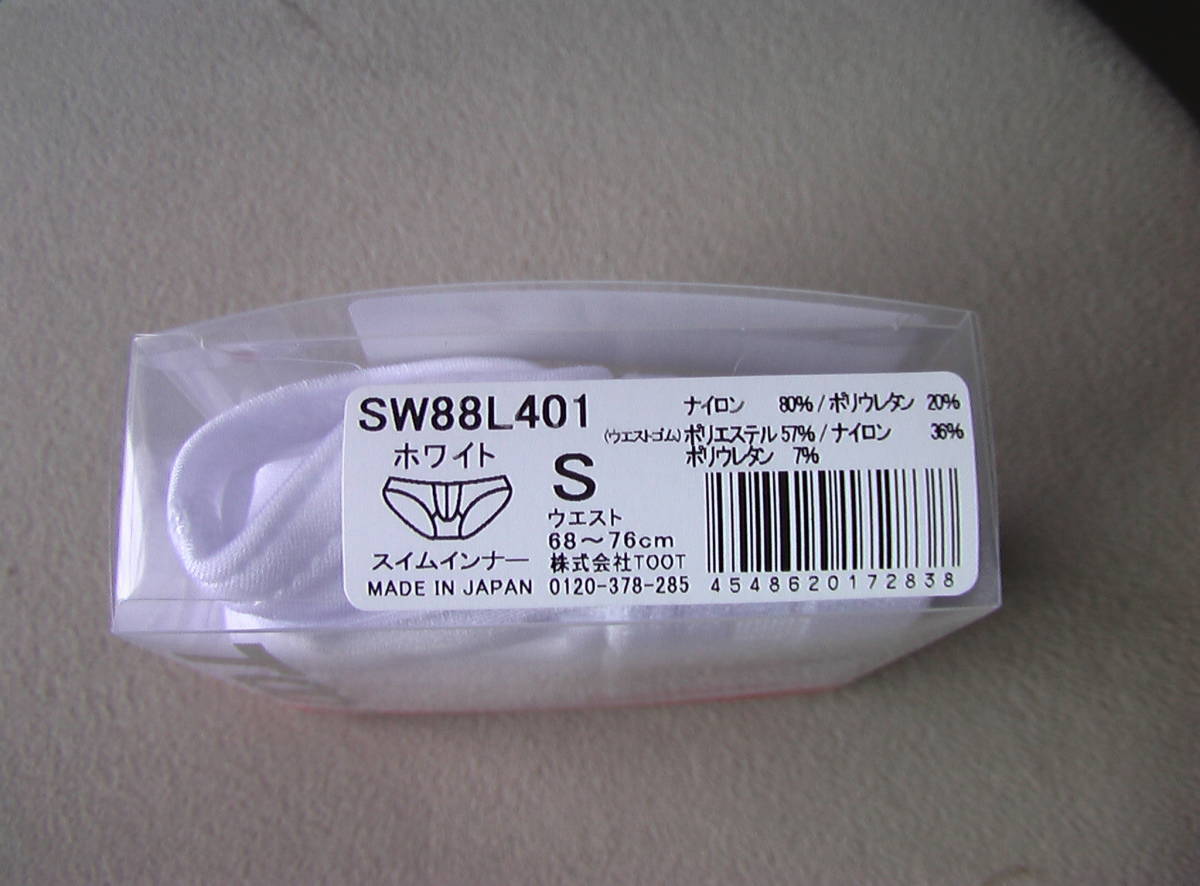 SW88L401
ホワイト
スイムインナー
MADE IN JAPAN
S
ウエスト
68～76cm
株式会社TOOT
0120-378-285
ナイロン 80% / ポリウレタン 20%
(ウエストゴム)ポリエステル 57% / ナイロン 36%
ポリウレタン 7%
4548620172838